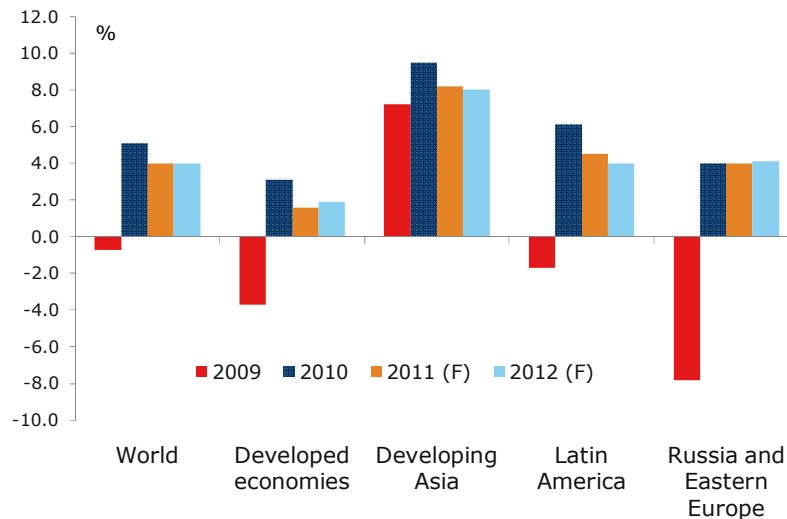 12.0
%
10.0
8.0
6.0
4.0
2.0
0.0
-2.0
-4.0
-6.0
-8.0
-10.0
2009 2010 2011 (F) 2012 (F)
World
Developed
economies
Developing
Asia
Latin
America
Russia and
Eastern
Europe